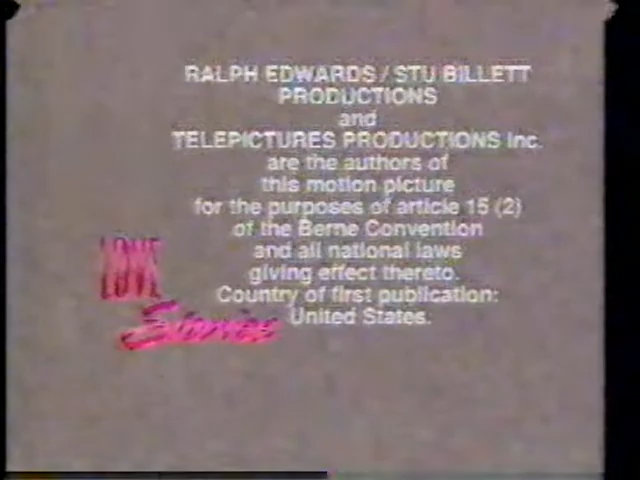 RALPH EDWARDS / STU BILLETT
PRODUCTIONS
and
TELEPICTURES PRODUCTIONS Inc.
are the authors of
this motion picture
for the purposes of article 15 (2)
of the Berne Convention
and all national laws
giving effect thereto.
Country of first publication:
United States.
LOVE
Stories